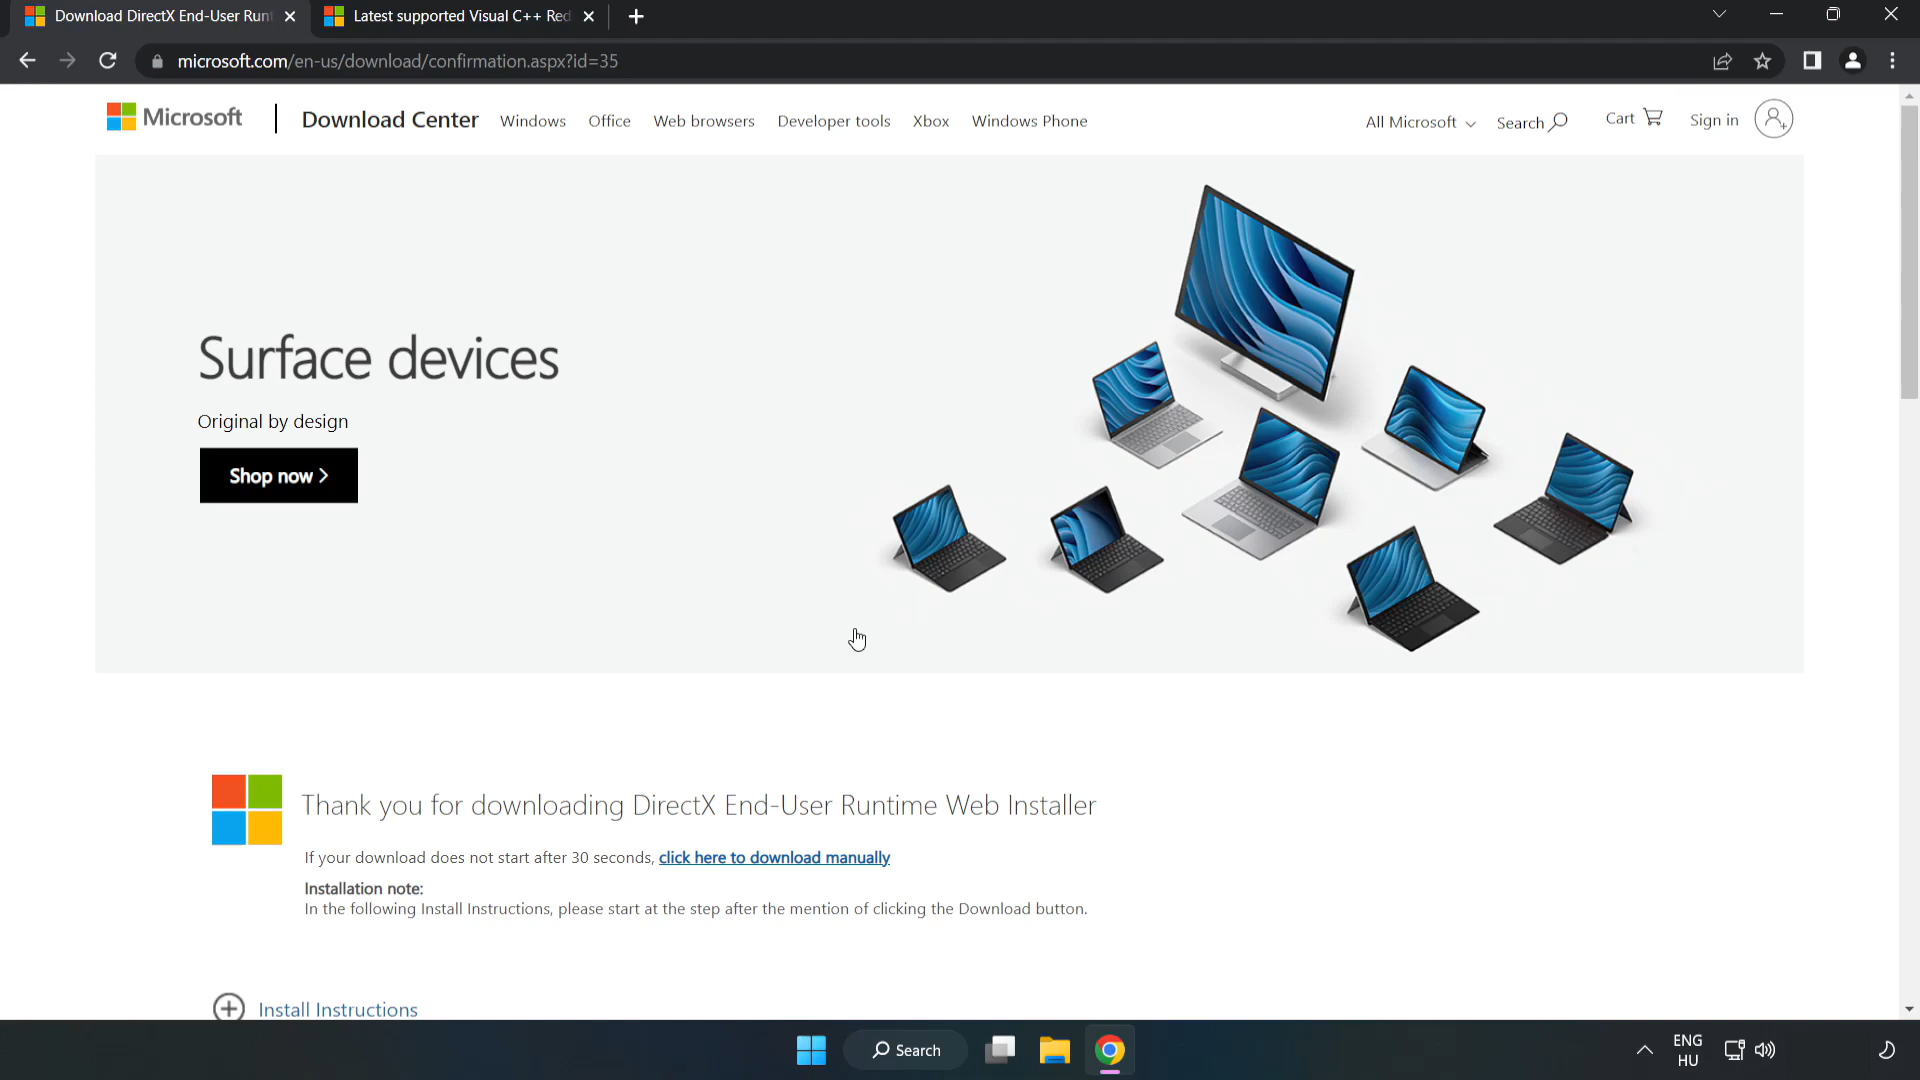 Download DirectX End-User Runt
Latest supported Visual C++ Red
microsoft.com/en-us/download/confirmation.aspx?id=35
Microsoft
Download Center
Windows
Office
Web browsers
Developer tools
Xbox
Windows Phone
All Microsoft
Search
Cart
Sign in
Surface devices
Original by design
Shop now
Thank you for downloading DirectX End-User Runtime Web Installer
If your download does not start after 30 seconds, click here to download manually
Installation note:
In the following Install Instructions, please start at the step after the mention of clicking the Download button.
Install Instructions
Search
ENG
HU